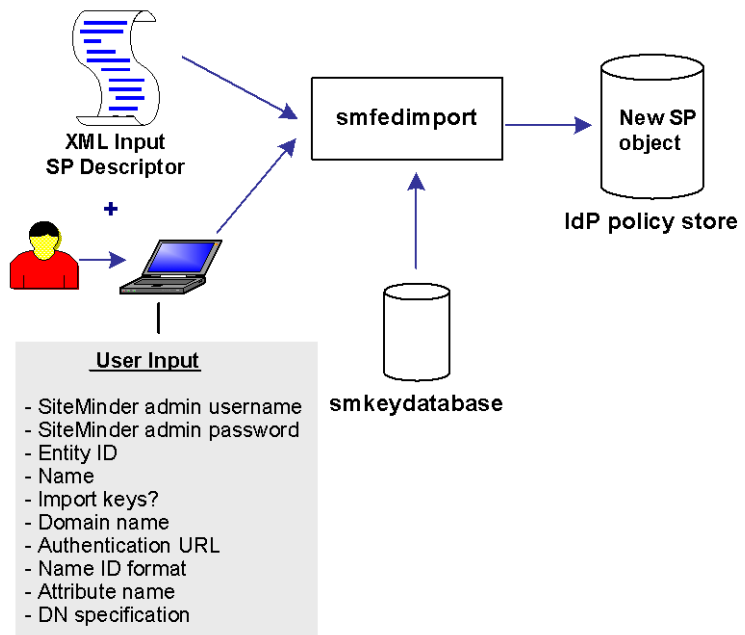 XML Input
SP Descriptor
+
smfedimport
New SP
object
IdP policy store
smkeydatabase
User Input
- SiteMinder admin username
- SiteMinder admin password
- Entity ID
- Name
- Import keys?
- Domain name
- Authentication URL
- Name ID format
- Attribute name
- DN specification